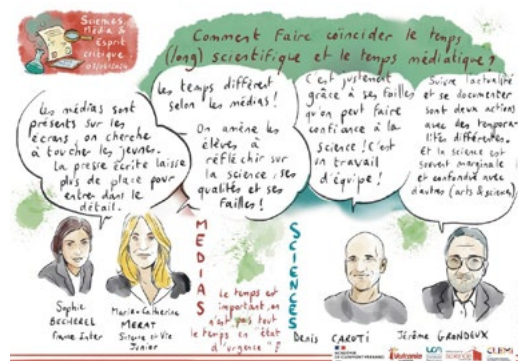 Sciences,
Média &
Esprit
critique
Comment faire coïncider le temps
(long) scientifique et le temps médiatique ?
Les médias sont
présents sur les
écrans, on cherche
à toucher les jeunes.
La presse écrite laisse
plus de place pour
entrer dans le
détail.
Les temps diffèrent
selon les médias !
On amène les
élèves à
réfléchir sur
la science, ses
qualités et ses
failles !
C'est justement
grâce à ses failles
qu'on peut faire
confiance à la
science ! C'est
un travail
d'équipe !
Suivre l'actualité
et se documenter
sont deux actions
avec des tempora-
lités différentes.
Et la science est
souvent marginale
et confondue avec
d'autres (arts & sciences)
MEDIAS
SCIENCES
Le temps est
important, on
n'est pas tout
le temps en "état
d'urgence" !
Sophie
BECHEREL
France Inter
Marie-Catherine
MERAT
Science et Vie
Junior
Denis CAROTI
Jérôme GRONDEUX